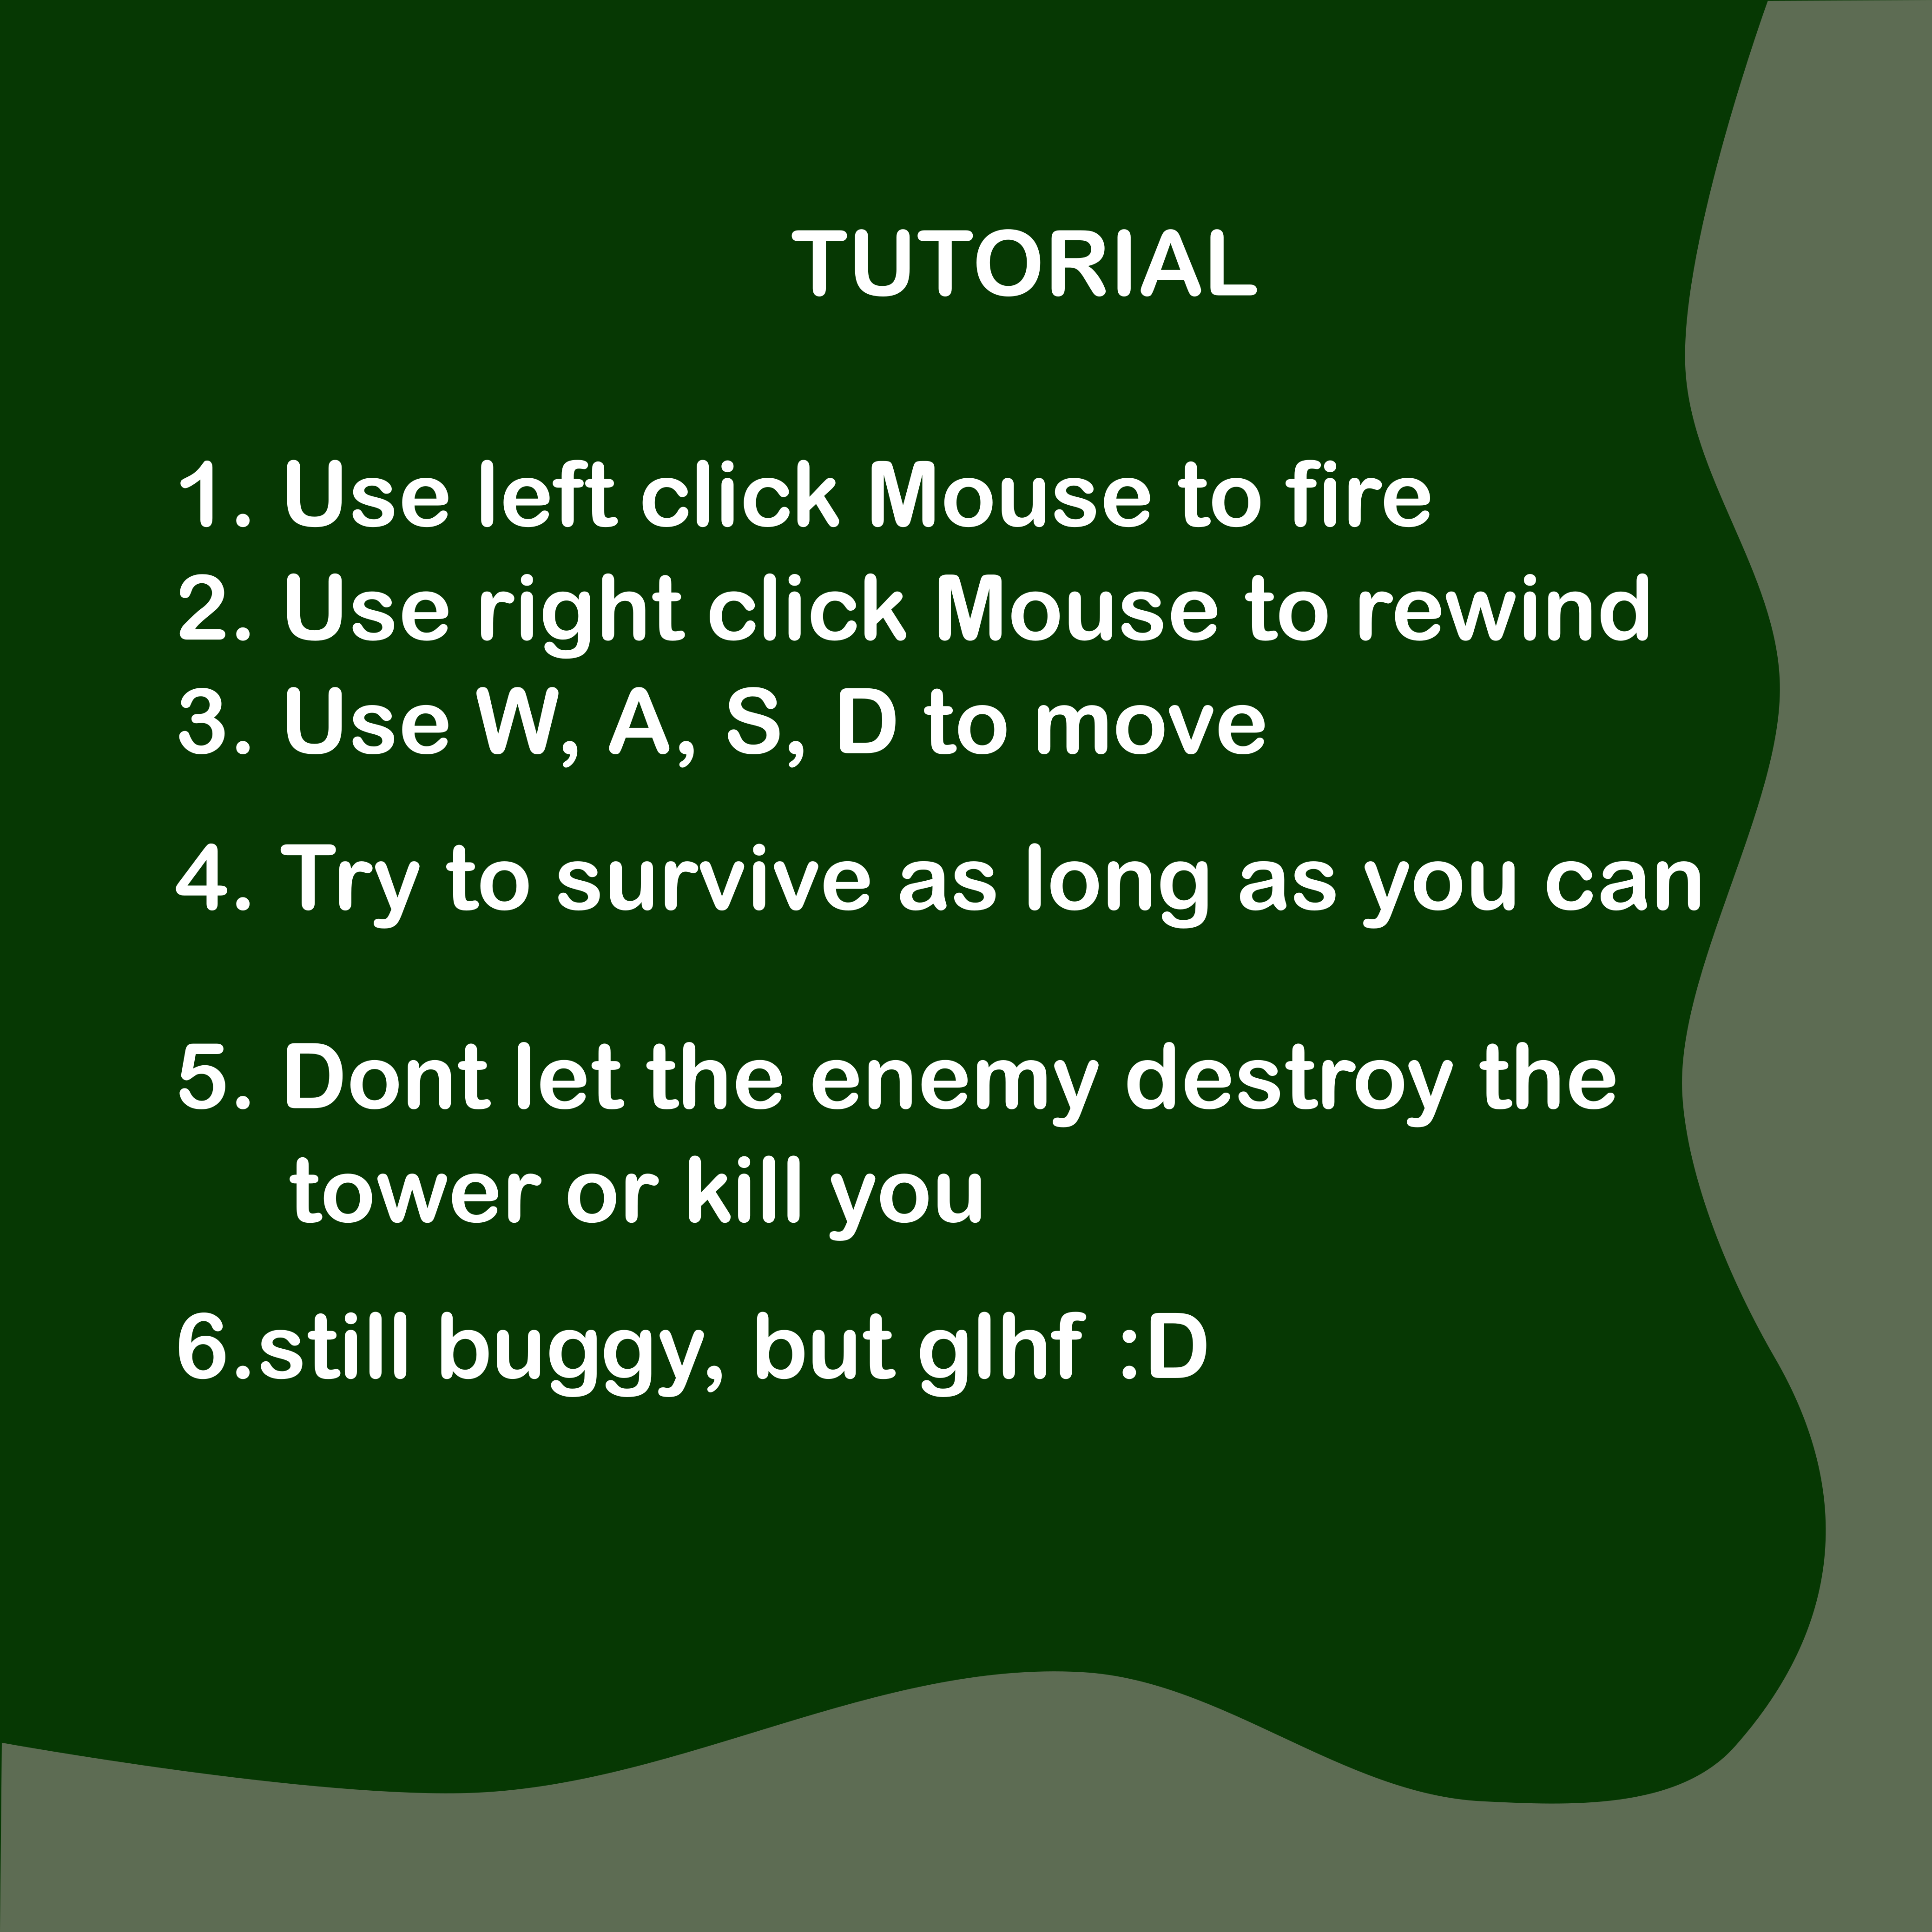 TUTORIAL
1. Use left click Mouse to fire
2. Use right click Mouse to rewind
3. Use W, A, S, D to move
4. Try to survive as long as you can
5. Dont let the enemy destroy the
tower or kill you
6.still buggy, but glhf :D